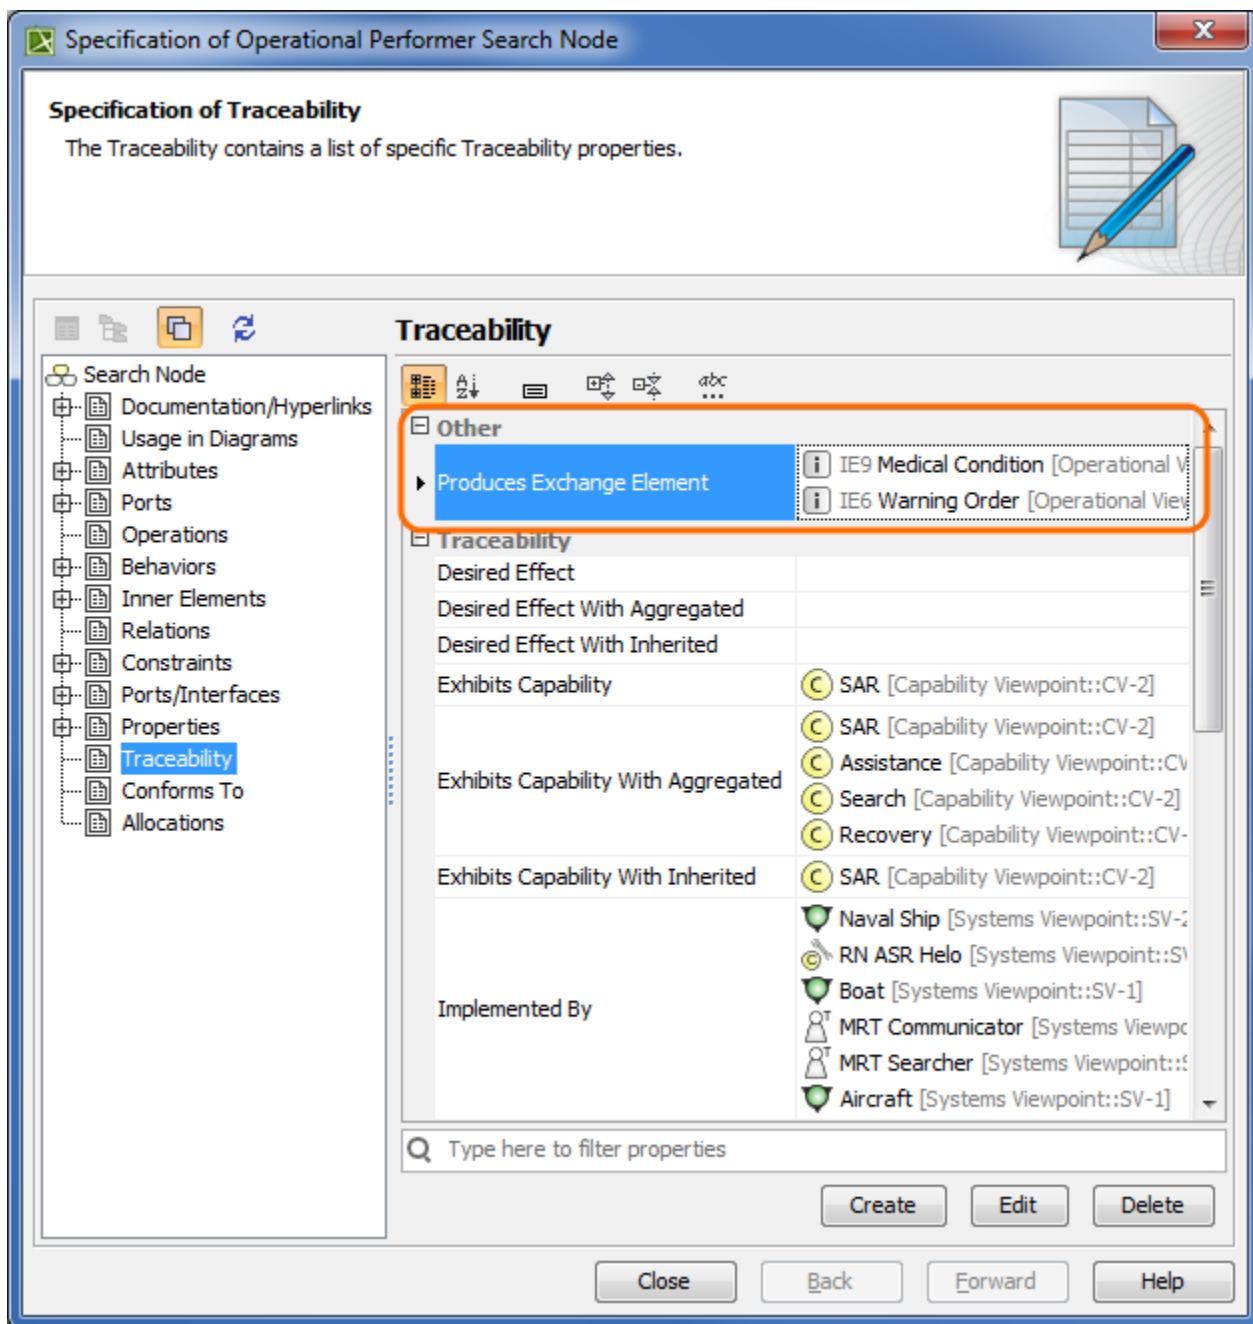 Specification of Operational Performer Search Node
Specification of Traceability
The Traceability contains a list of specific Traceability properties.
Search Node
Documentation/Hyperlinks
Usage in Diagrams
Attributes
Ports
Operations
Behaviors
Inner Elements
Relations
Constraints
Ports/Interfaces
Properties
Traceability
Conforms To
Allocations
Traceability
abc
Other
Produces Exchange Element
IE9 Medical Condition [Operational V
IE6 Warning Order [Operational View
Traceability
Desired Effect
Desired Effect With Aggregated
Desired Effect With Inherited
Exhibits Capability
SAR [Capability Viewpoint::CV-2]
Exhibits Capability With Aggregated
SAR [Capability Viewpoint::CV-2]
Assistance [Capability Viewpoint::CV
Search [Capability Viewpoint::CV-2]
Recovery [Capability Viewpoint::CV-
Exhibits Capability With Inherited
SAR [Capability Viewpoint::CV-2]
Implemented By
Naval Ship [Systems Viewpoint::SV-2
RN ASR Helo [Systems Viewpoint::SV
Boat [Systems Viewpoint::SV-1]
MRT Communicator [Systems Viewpo
MRT Searcher [Systems Viewpoint::S
Aircraft [Systems Viewpoint::SV-1]
Type here to filter properties
Create
Edit
Delete
Close
Back
Forward
Help